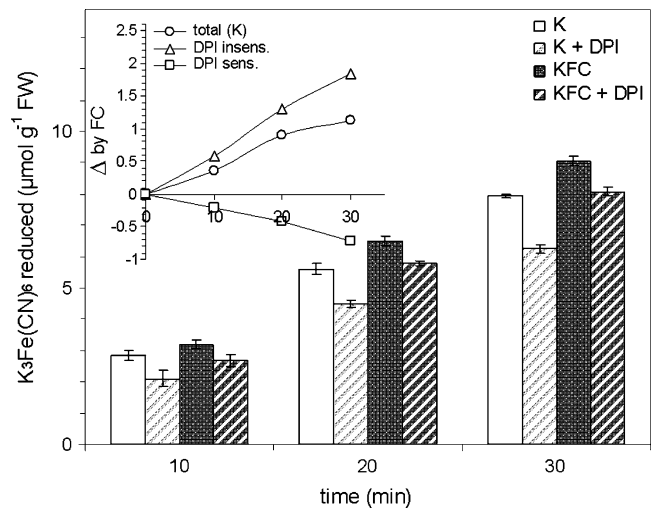 K
K + DPI
KFC
KFC + DPI
total (K)
DPI insens.
DPI sens.
Δ by FC
2.5
2
1.5
1
0.5
0
-0.5
-1
0
10
20
30
K3Fe(CN)6 reduced (µmol g-1 FW)
10
5
0
10
20
30
time (min)